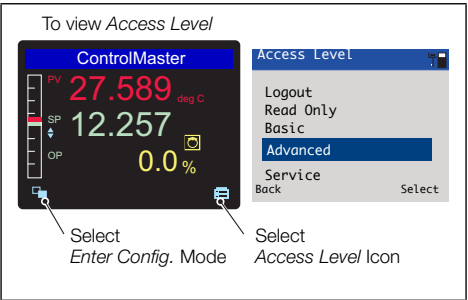 To view Access Level
ControlMaster
PV 27.589 deg C
SP 12.257
OP 0.0 %
Access Level
Logout
Read Only
Basic
Advanced
Service
Back Select
Select
Enter Config. Mode
Select
Access Level Icon